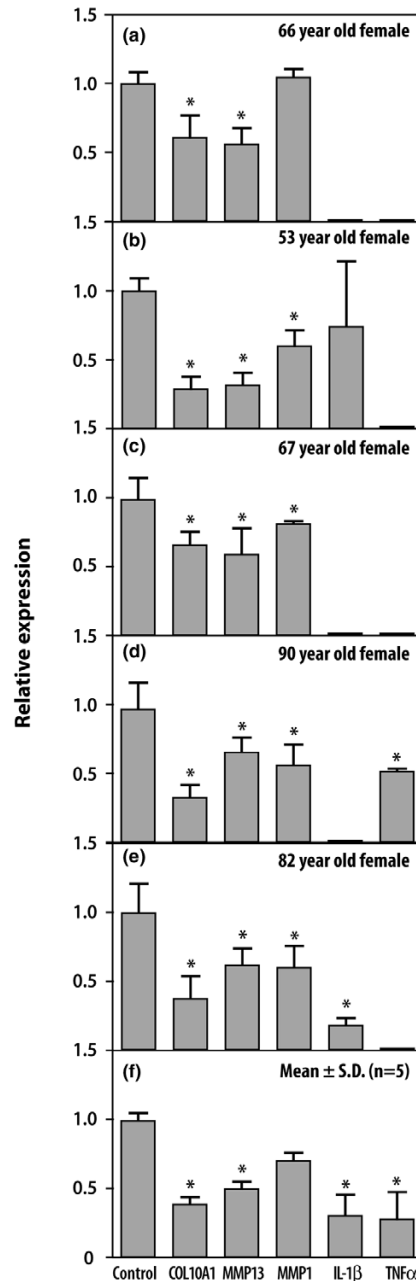 Relative expression
1.5
(a)
66 year old female
1.0
*
*
0.5
1.5
(b)
53 year old female
1.0
*
0.5
*
*
1.5
(c)
67 year old female
1.0
*
*
*
0.5
1.5
(d)
90 year old female
1.0
*
*
*
0.5
*
1.5
(e)
82 year old female
1.0
*
*
*
0.5
*
1.5
(f)
Mean ± S.D. (n=5)
1.0
0.5
*
*
*
*
0
Control COL10A1 MMP13 MMP1 IL-1β TNFα